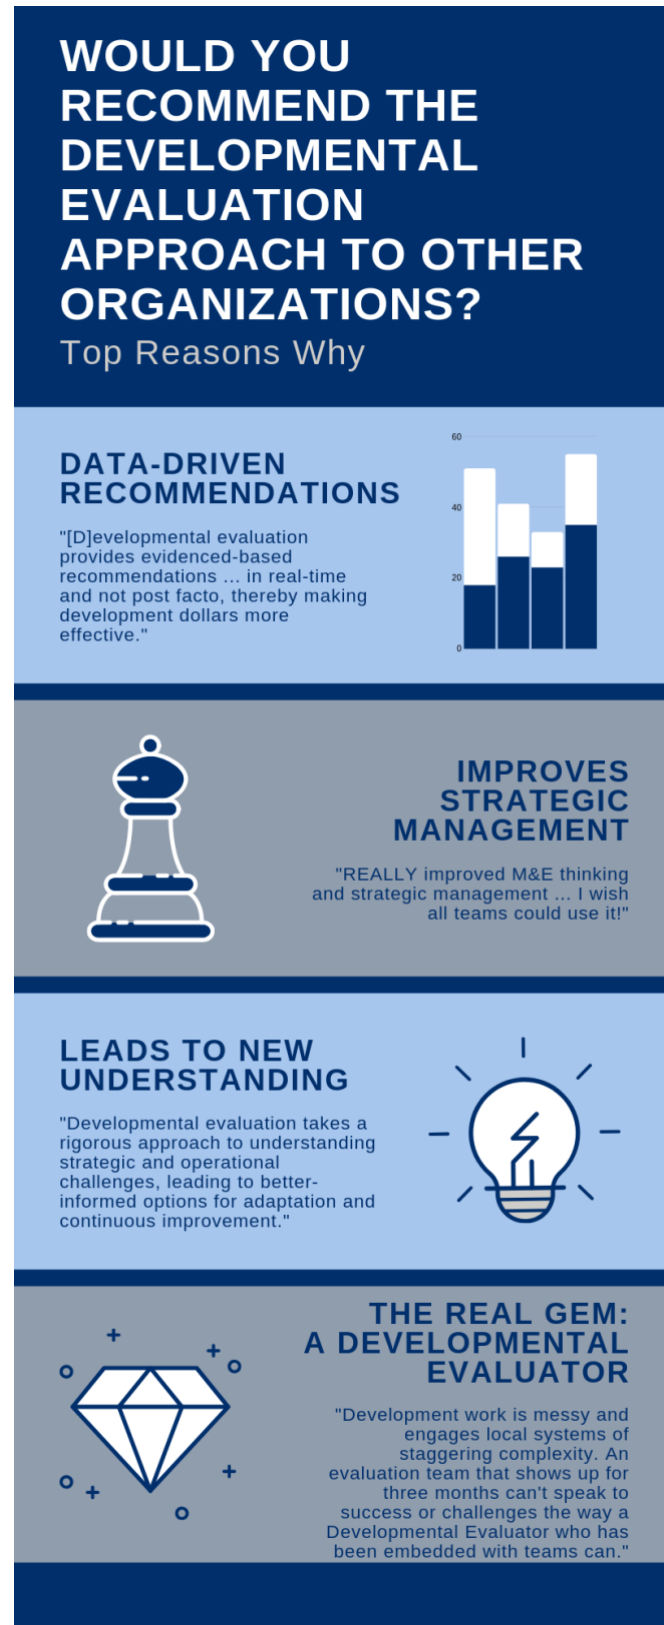 WOULD YOU
RECOMMEND THE
DEVELOPMENTAL
EVALUATION
APPROACH TO OTHER
ORGANIZATIONS?
Top Reasons Why
DATA-DRIVEN
RECOMMENDATIONS
"[D]evelopmental evaluation
provides evidenced-based
recommendations ... in real-time
and not post facto, thereby making
development dollars more
effective."
60
40
20
0
IMPROVES
STRATEGIC
MANAGEMENT
"REALLY improved M&E thinking
and strategic management ... I wish
all teams could use it!"
LEADS TO NEW
UNDERSTANDING
"Developmental evaluation takes a
rigorous approach to understanding
strategic and operational
challenges, leading to better-
informed options for adaptation and
continuous improvement."
THE REAL GEM:
A DEVELOPMENTAL
EVALUATOR
"Development work is messy and
engages local systems of
staggering complexity. An
evaluation team that shows up for
three months can't speak to
success or challenges the way a
Developmental Evaluator who has
been embedded with teams can."